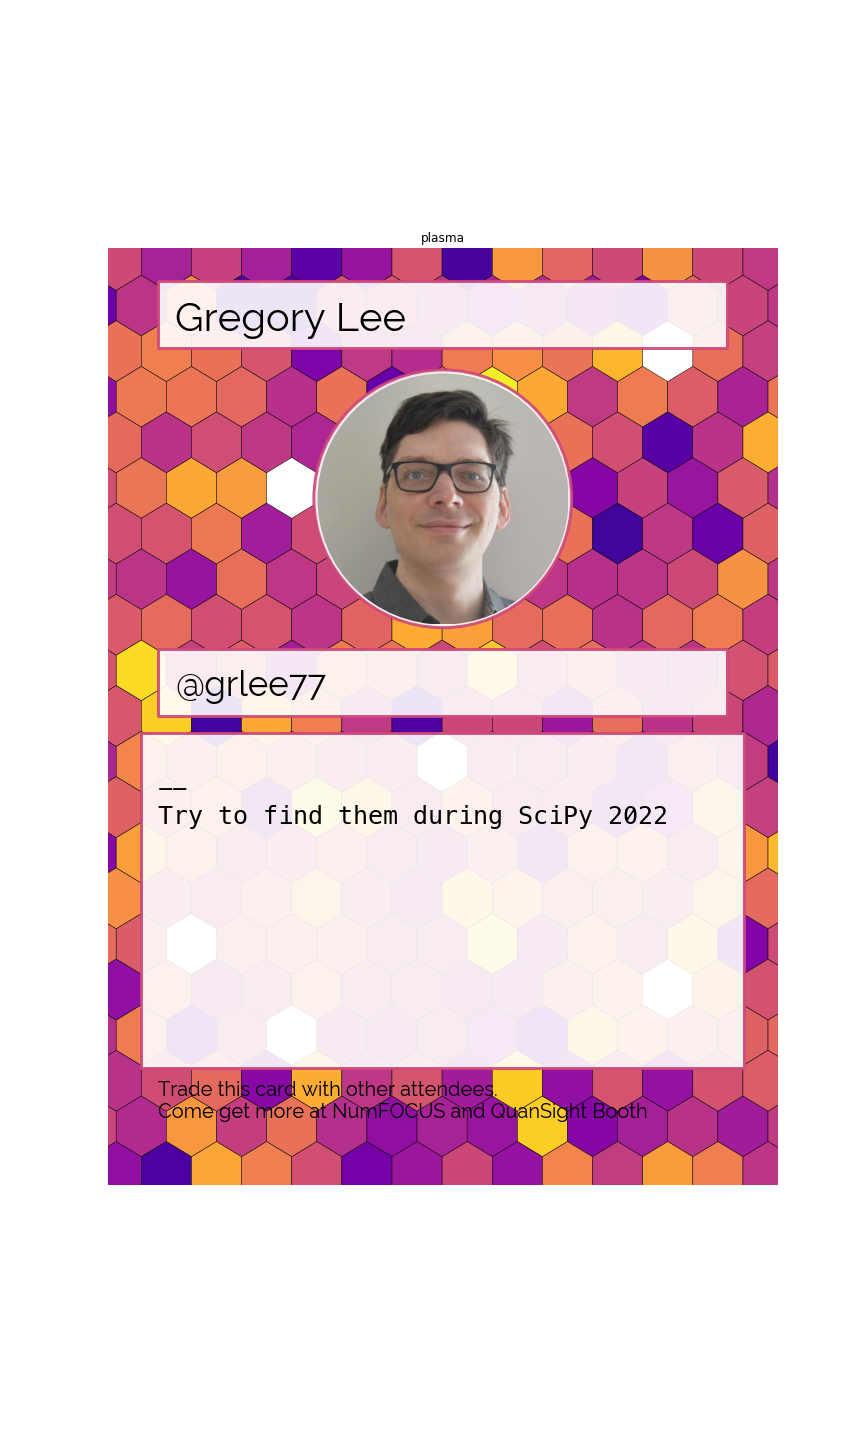 plasma
Gregory Lee
@grlee77
——
Try to find them during SciPy 2022
Trade this card with other attendees.
Come get more at NumFOCUS and QuanSight Booth